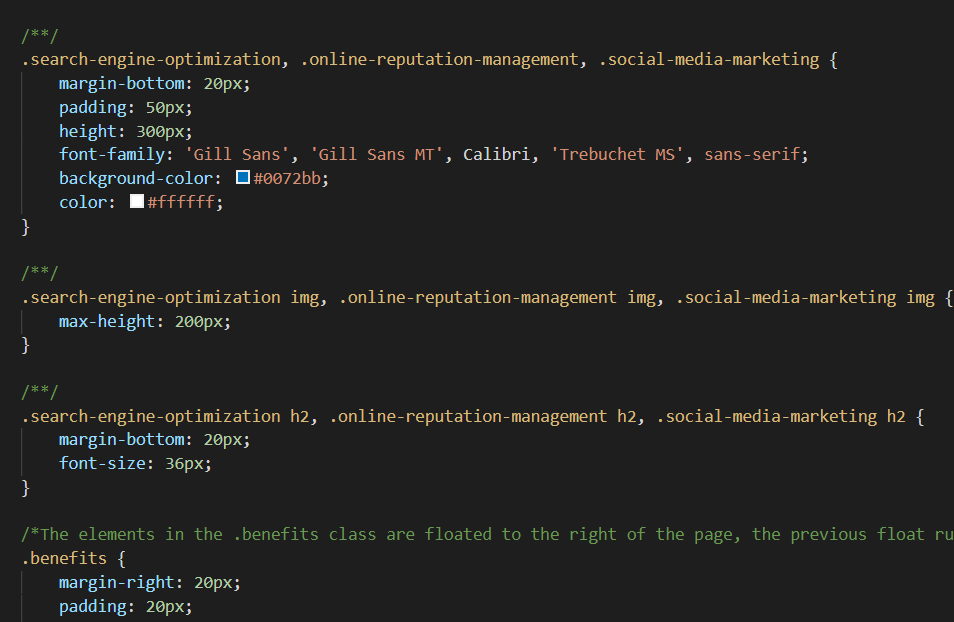 /**/
.search-engine-optimization, .online-reputation-management, .social-media-marketing {
margin-bottom: 20px;
padding: 50px;
height: 300px;
font-family: 'Gill Sans', 'Gill Sans MT', Calibri, 'Trebuchet MS', sans-serif;
background-color: #0072bb;
color: #ffffff;
}
/**/
.search-engine-optimization img, .online-reputation-management img, .social-media-marketing img {
max-height: 200px;
}
/**/
.search-engine-optimization h2, .online-reputation-management h2, .social-media-marketing h2 {
margin-bottom: 20px;
font-size: 36px;
}
/*The elements in the .benefits class are floated to the right of the page, the previous float ru
.benefits {
margin-right: 20px;
padding: 20px;